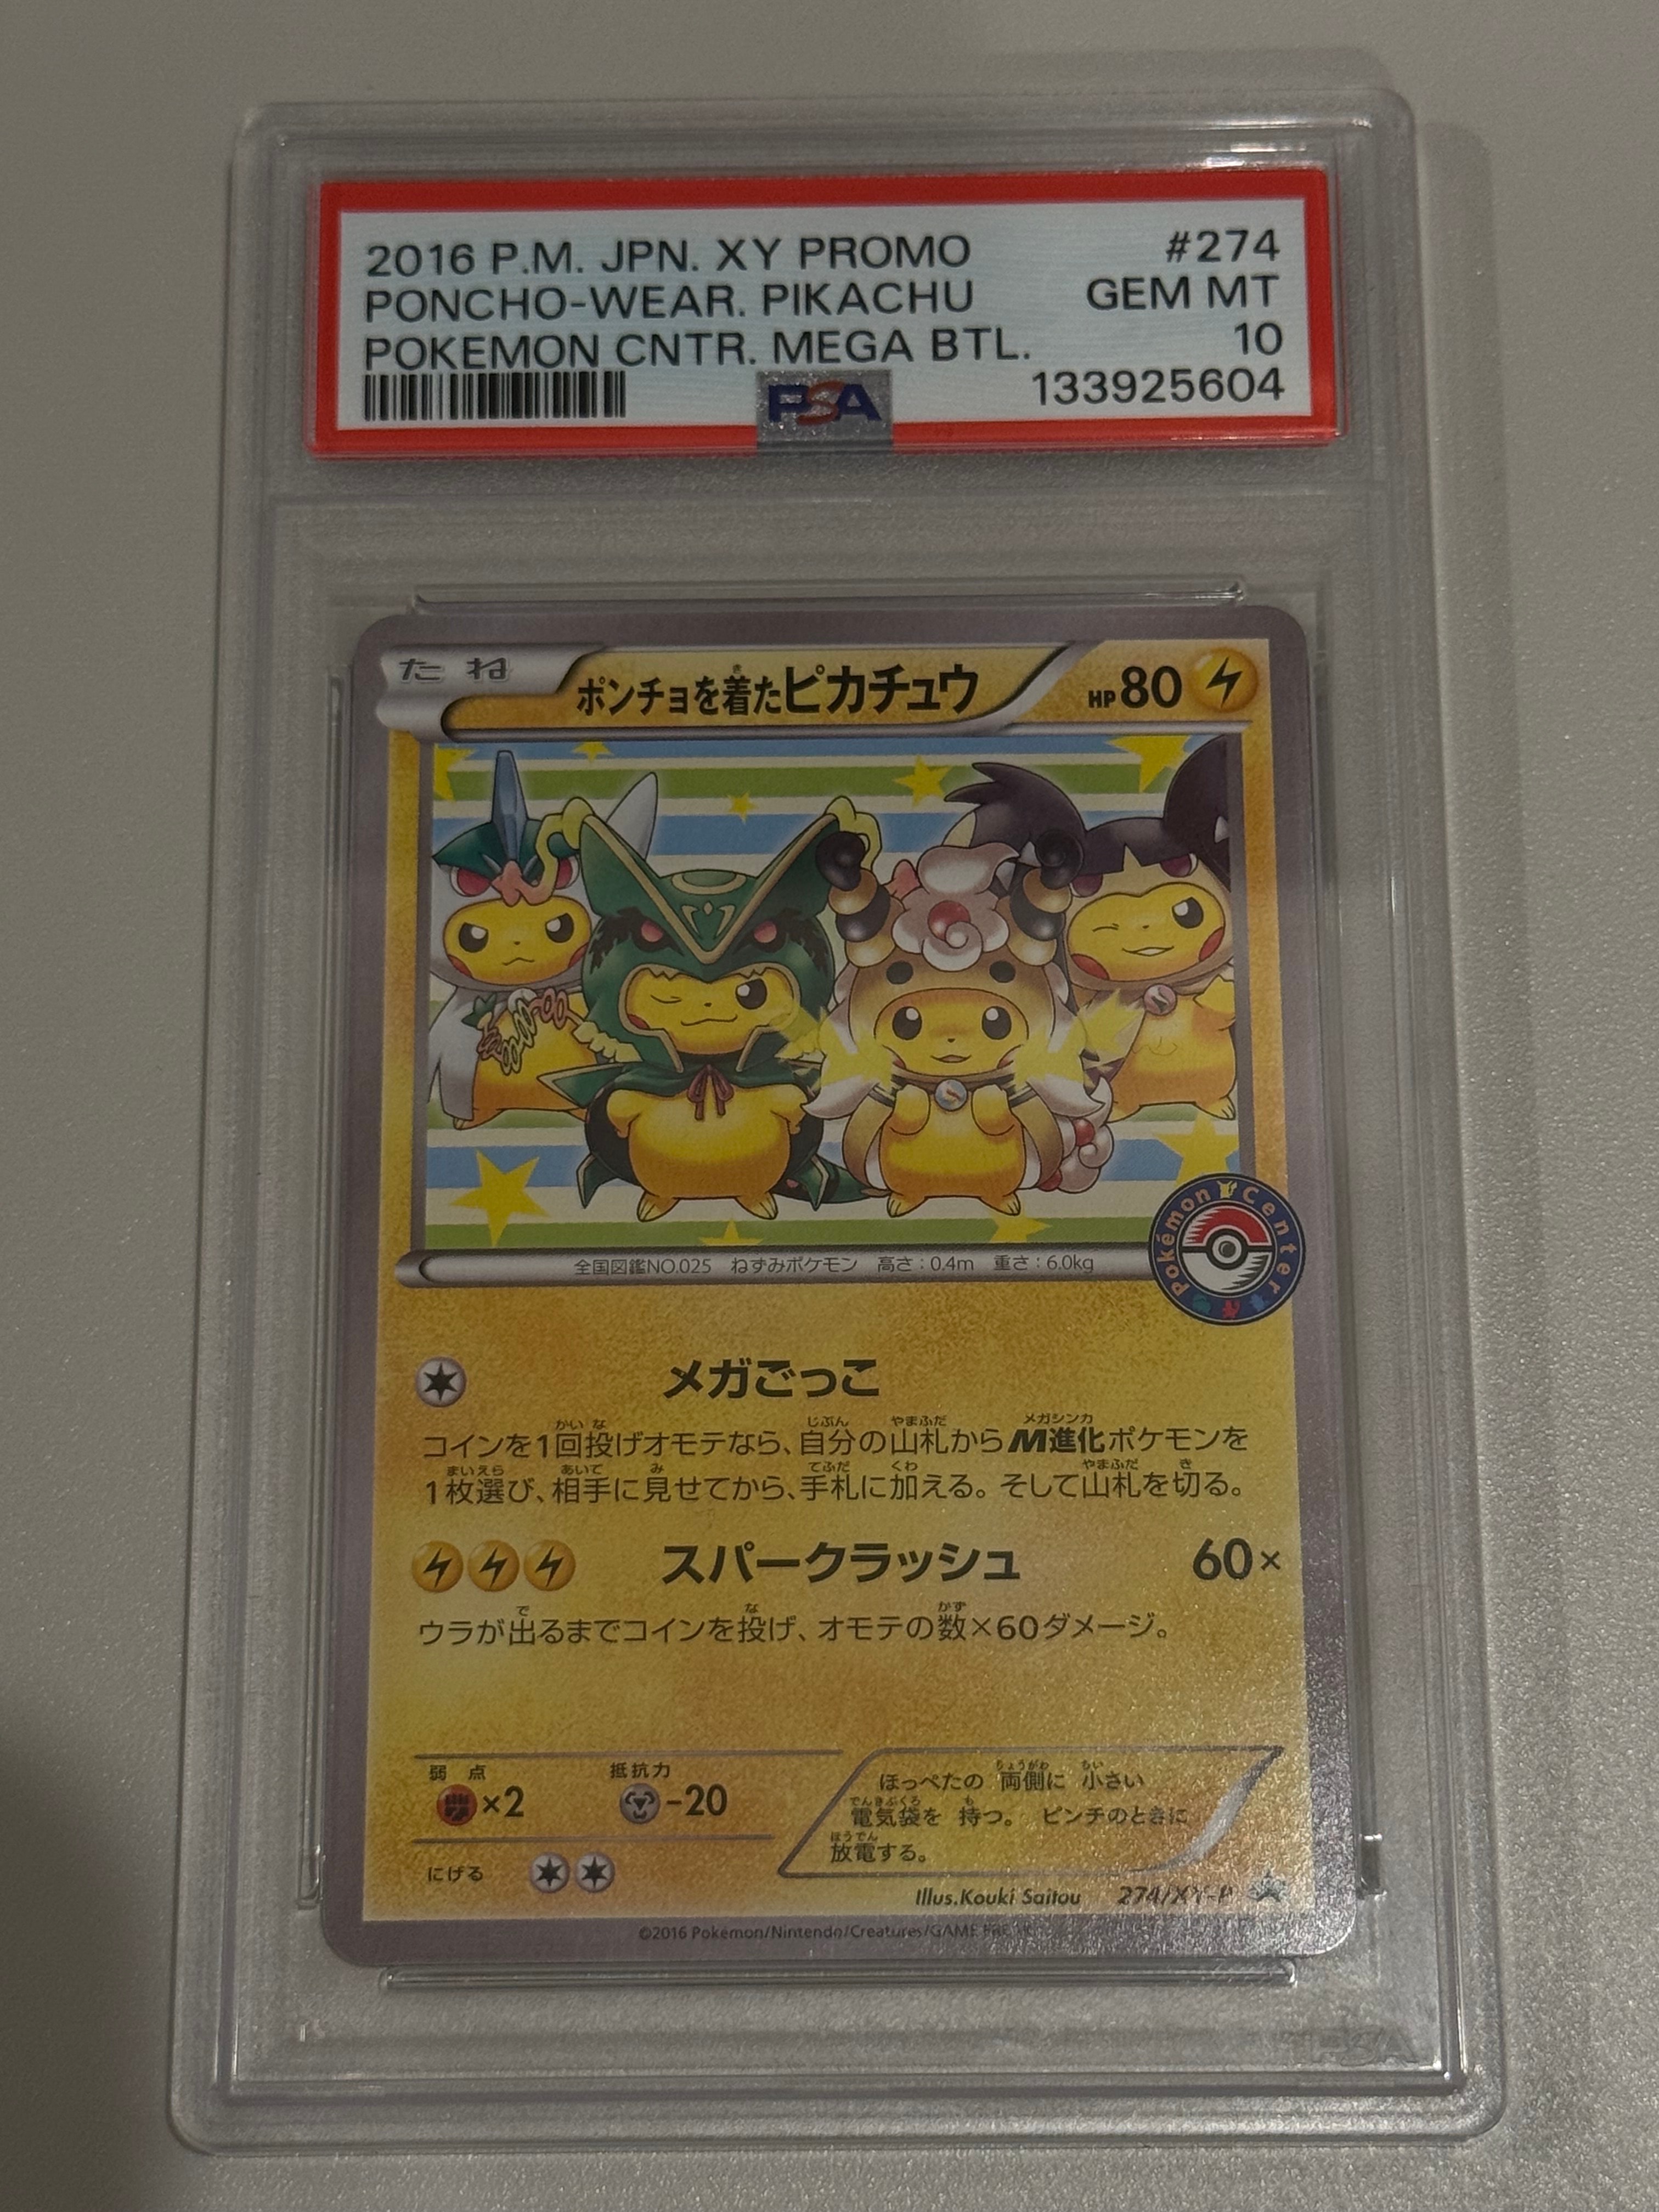 2016 P.M. JPN. XY PROMO #274
PONCHO-WEAR. PIKACHU GEM MT
POKEMON CNTR. MEGA BTL. 10
PSA 133925604
たね ポンチョを着たピカチュウ HP80
Pokémon Center
全国図鑑NO.025 ねずみポケモン 高さ:0.4m 重さ:6.0kg
メガごっこ
コインを1回投げオモテなら、自分の山札からM進化ポケモンを
1枚選び、相手に見せてから、手札に加える。そして山札を切る。
スパークラッシュ 60×
ウラが出るまでコインを投げ、オモテの数×60ダメージ。
弱点 抵抗力
×2 -20
にげる
ほっぺたの 両側に 小さい
電気袋を 持つ。 ピンチのときに
放電する。
Illus.Kouki Saitou 274/XY-P
©2016 Pokémon/Nintendo/Creatures/GAME FREAK
PSA